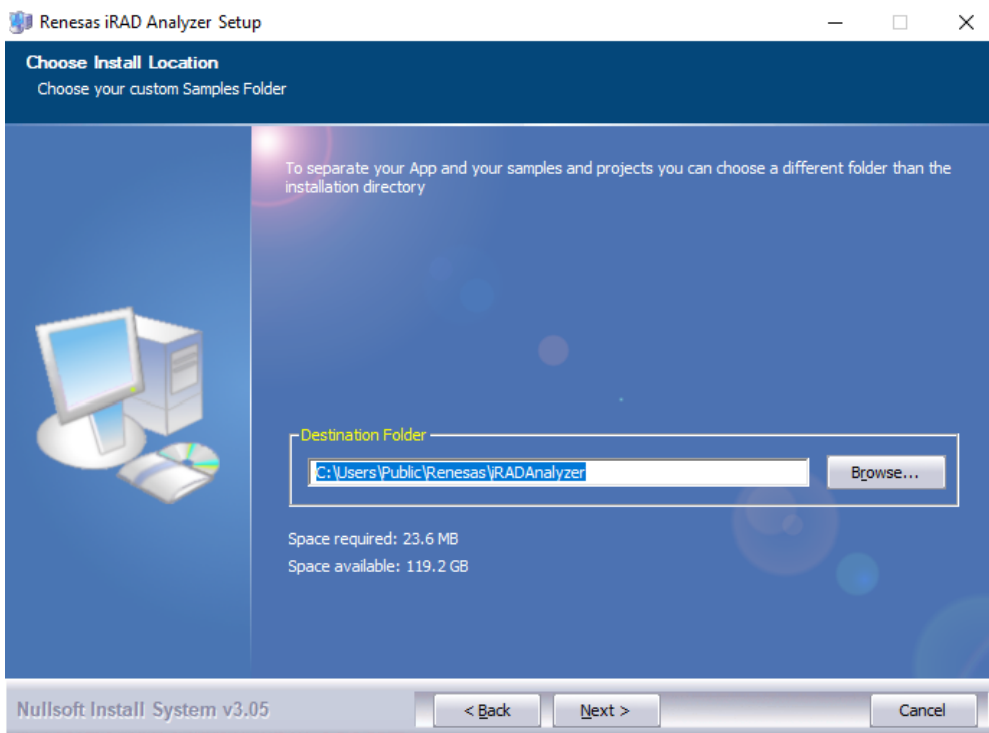 Renesas iRAD Analyzer Setup
Choose Install Location
Choose your custom Samples Folder
To separate your App and your samples and projects you can choose a different folder than the
installation directory
Destination Folder
C:\Users\Public\Renesas\iRADAnalyzer
Browse...
Space required: 23.6 MB
Space available: 119.2 GB
Nullsoft Install System v3.05
< Back
Next >
Cancel